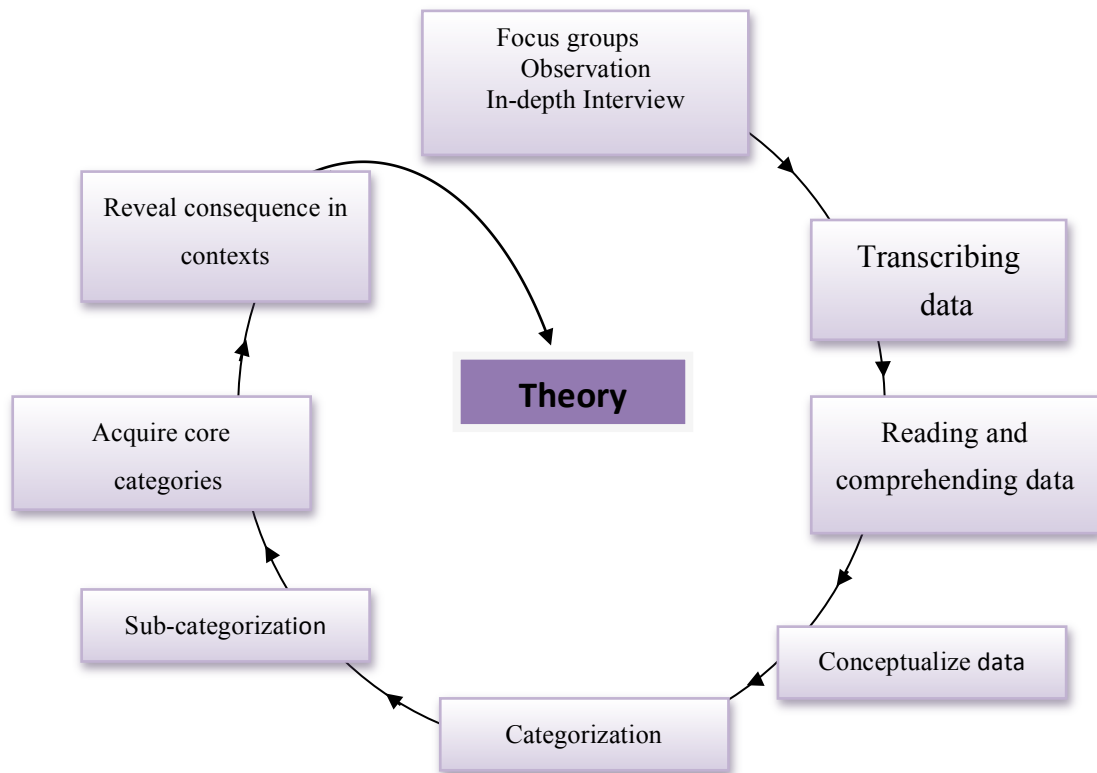 Focus groups
Observation
In-depth Interview
Transcribing
data
Reading and
comprehending data
Conceptualize data
Categorization
Sub-categorization
Acquire core
categories
Reveal consequence in
contexts
Theory